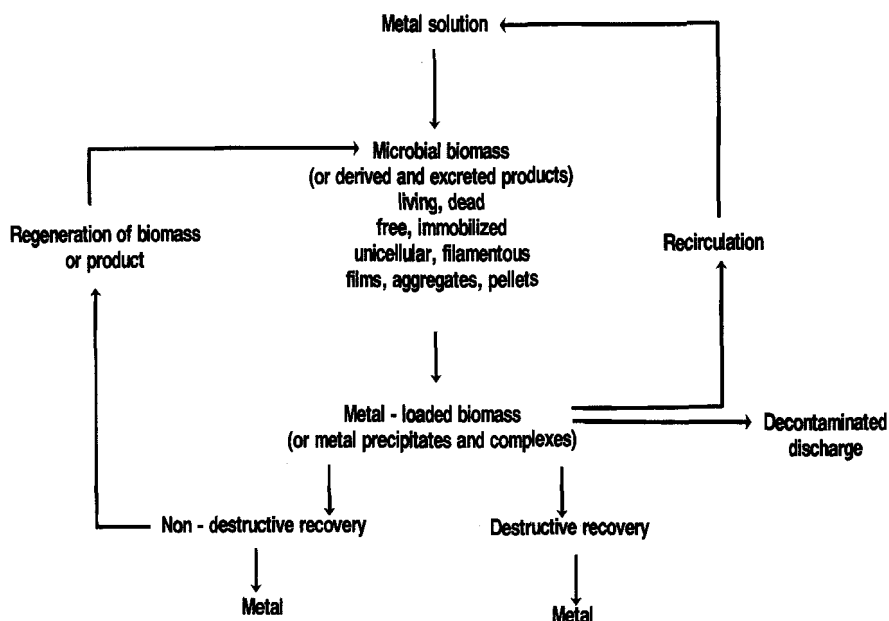 Metal solution
Microbial biomass
(or derived and excreted products)
living, dead
free, immobilized
unicellular, filamentous
films, aggregates, pellets
Regeneration of biomass
or product
Recirculation
Metal - loaded biomass
(or metal precipitates and complexes)
Decontaminated
discharge
Non - destructive recovery
Destructive recovery
Metal
Metal